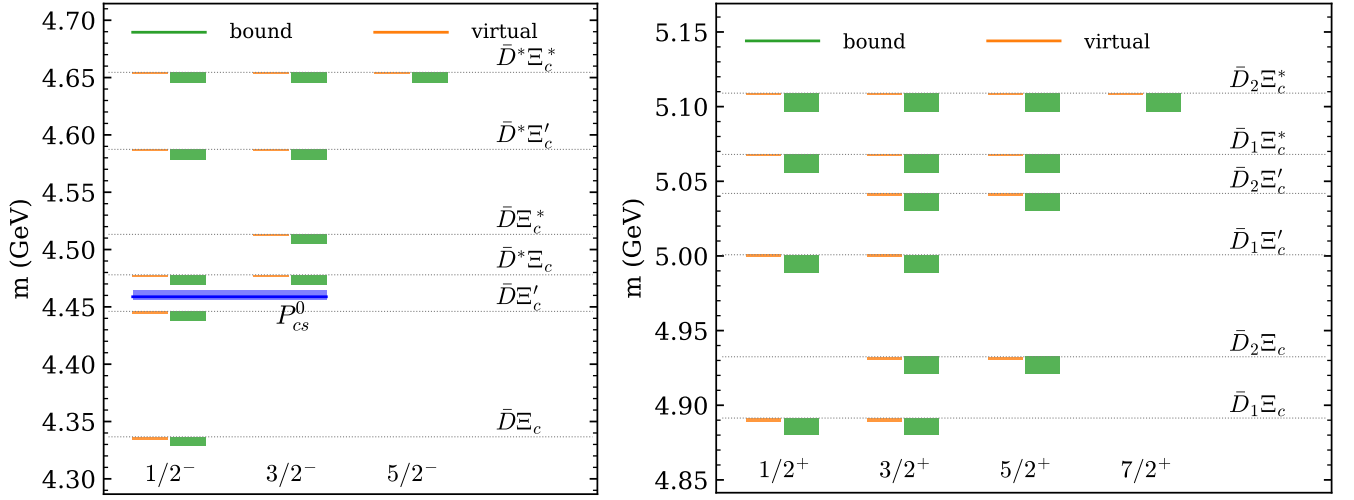 m (GeV)
bound virtual
4.70
D̄*Ξc*
4.65
D̄*Ξc′
4.60
4.55
D̄Ξc*
4.50
D̄*Ξc
D̄Ξc′
4.45
Pcs⁰
4.40
D̄Ξc
4.35
4.30
1/2⁻ 3/2⁻ 5/2⁻
m (GeV)
5.15
bound virtual
D̄₂Ξc*
5.10
D̄₁Ξc*
5.05
D̄₂Ξc′
D̄₁Ξc′
5.00
4.95
D̄₂Ξc
4.90
D̄₁Ξc
4.85
1/2⁺ 3/2⁺ 5/2⁺ 7/2⁺